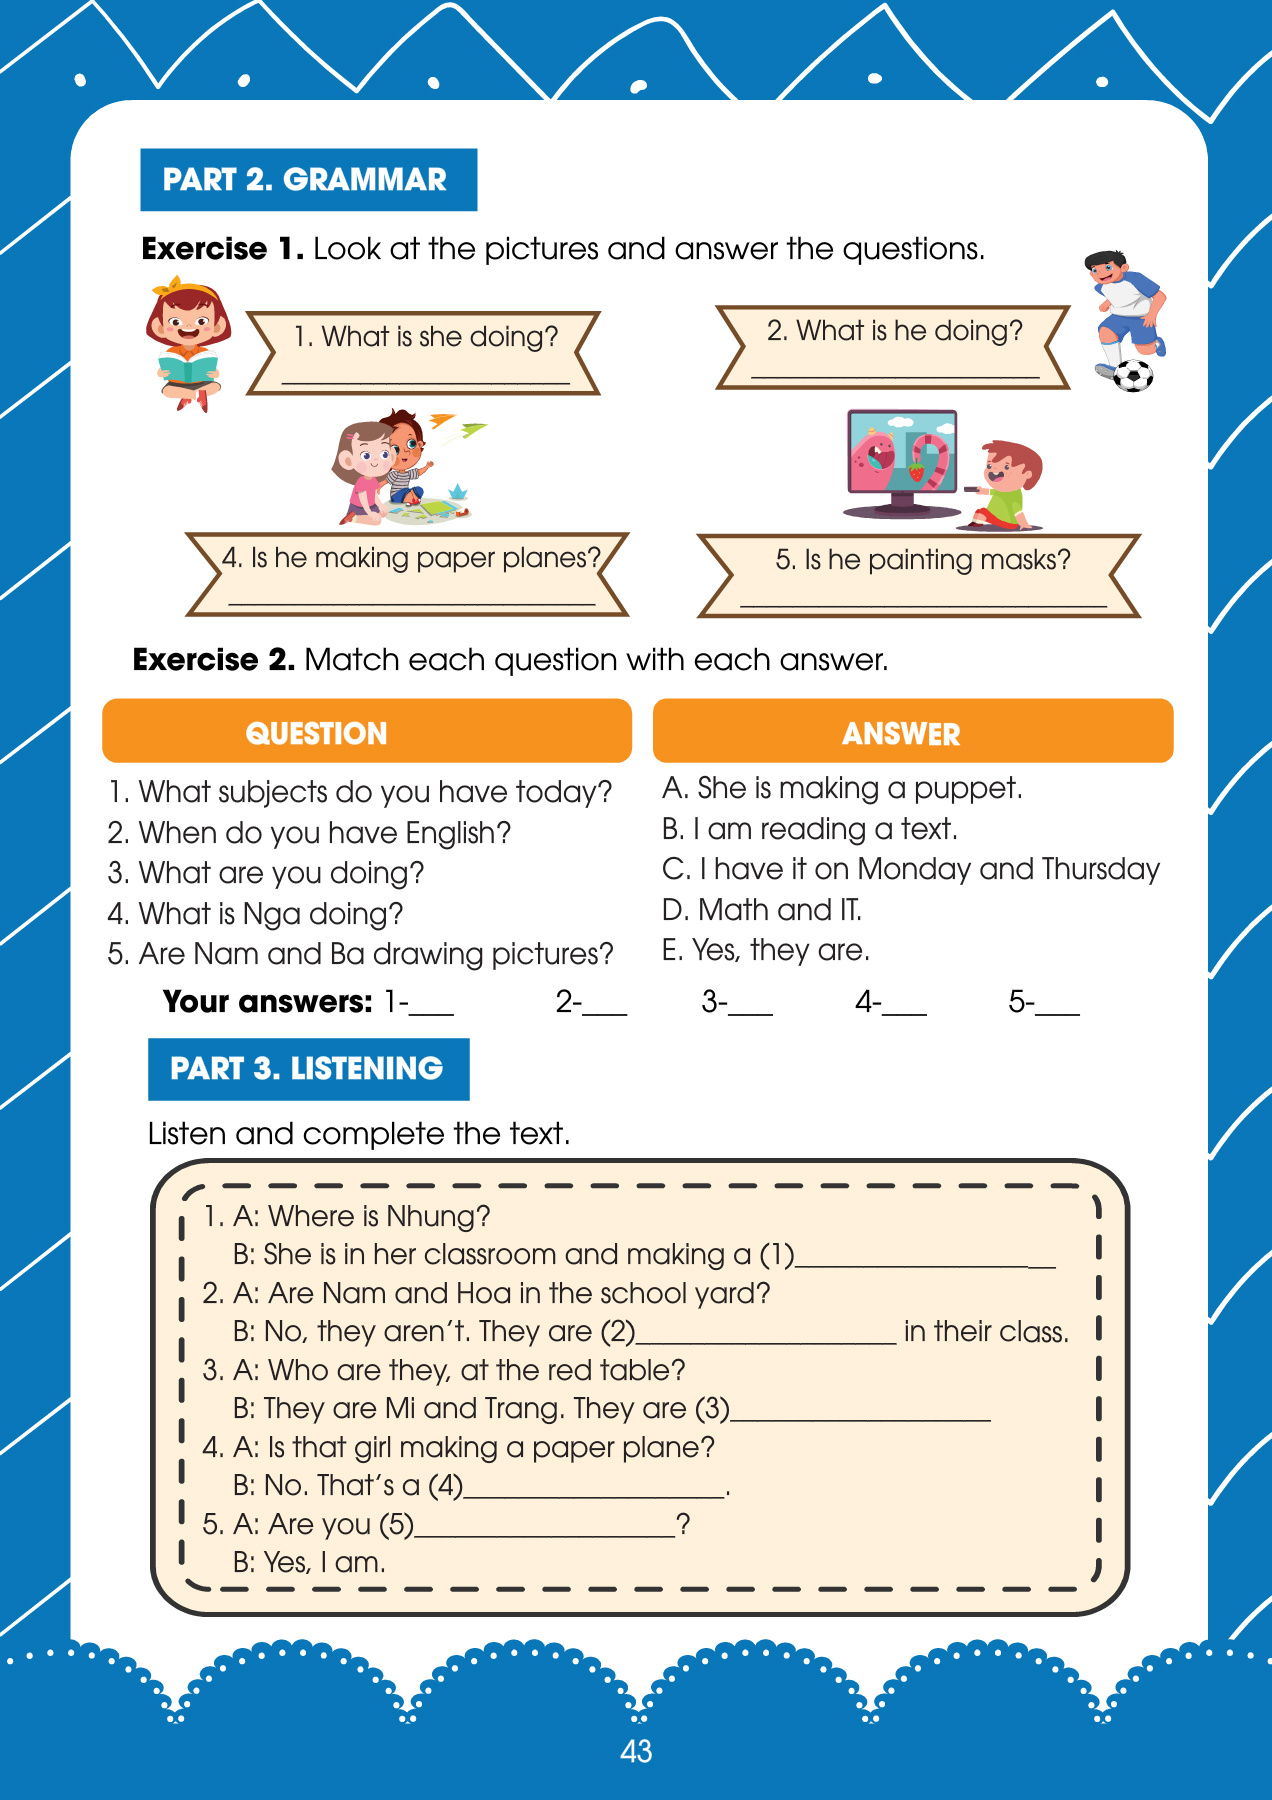 PART 2. GRAMMAR
Exercise 1. Look at the pictures and answer the questions.
1. What is she doing?
2. What is he doing?
4. Is he making paper planes?
5. Is he painting masks?
Exercise 2. Match each question with each answer.
QUESTION
1. What subjects do you have today?
2. When do you have English?
3. What are you doing?
4. What is Nga doing?
5. Are Nam and Ba drawing pictures?
ANSWER
A. She is making a puppet.
B. I am reading a text.
C. I have it on Monday and Thursday
D. Math and IT.
E. Yes, they are.
Your answers: 1-___ 2-___ 3-___ 4-___ 5-___
PART 3. LISTENING
Listen and complete the text.
1. A: Where is Nhung?
B: She is in her classroom and making a (1)__________________
2. A: Are Nam and Hoa in the school yard?
B: No, they aren't. They are (2)__________________ in their class.
3. A: Who are they, at the red table?
B: They are Mi and Trang. They are (3)__________________
4. A: Is that girl making a paper plane?
B: No. That's a (4)__________________.
5. A: Are you (5)__________________?
B: Yes, I am.
43